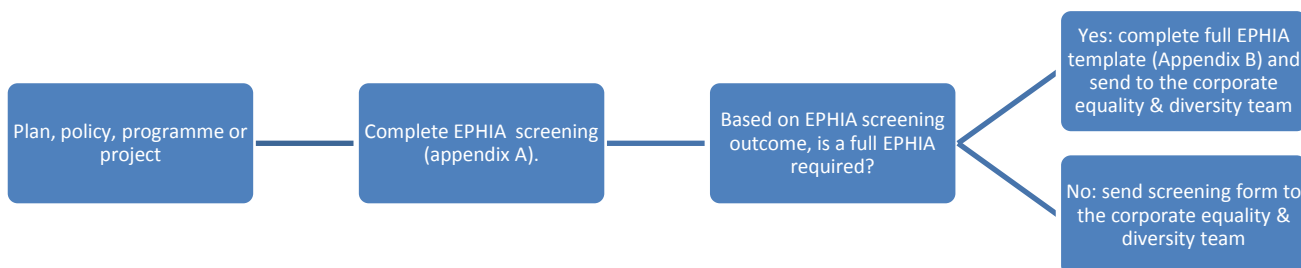 Plan, policy, programme or
project
Complete EPHIA screening
(appendix A).
Based on EPHIA screening
outcome, is a full EPHIA
required?
Yes: complete full EPHIA
template (Appendix B) and
send to the corporate
equality & diversity team
No: send screening form to
the corporate equality &
diversity team